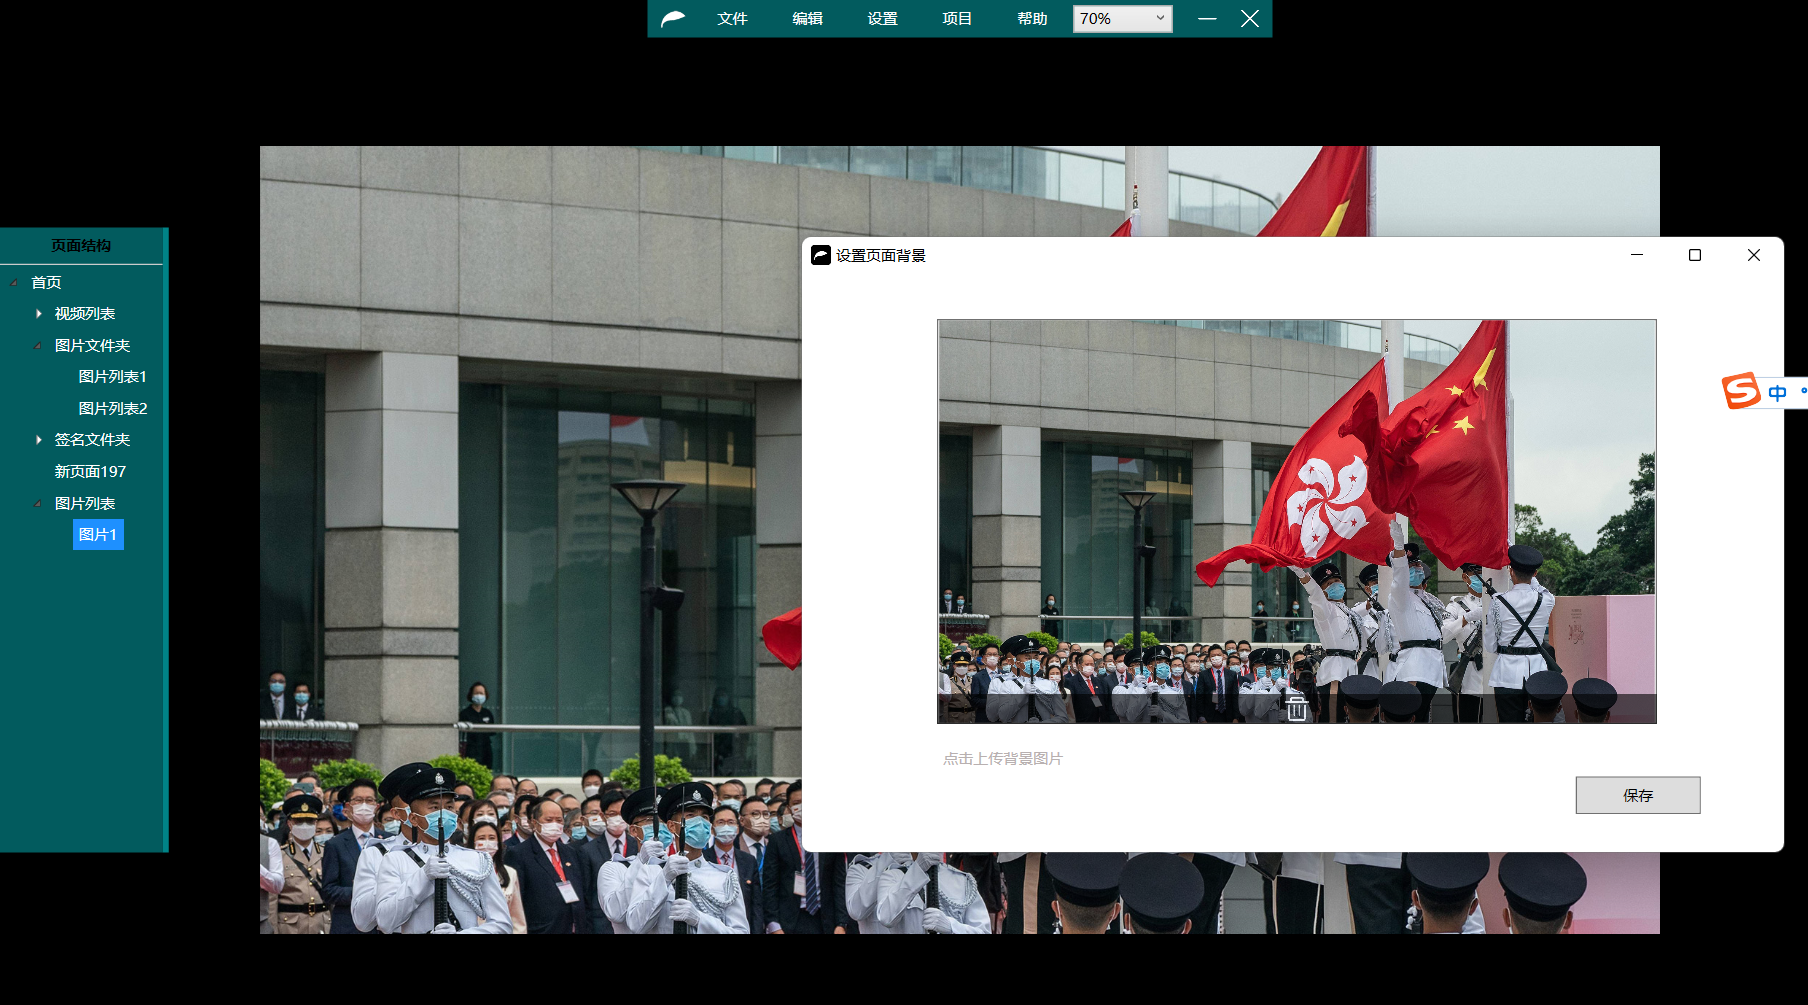 文件 编辑 设置 项目 帮助 70%
页面结构
首页
视频列表
图片文件夹
图片列表1
图片列表2
签名文件夹
新页面197
图片列表
图片1
设置页面背景
点击上传背景图片
保存
中